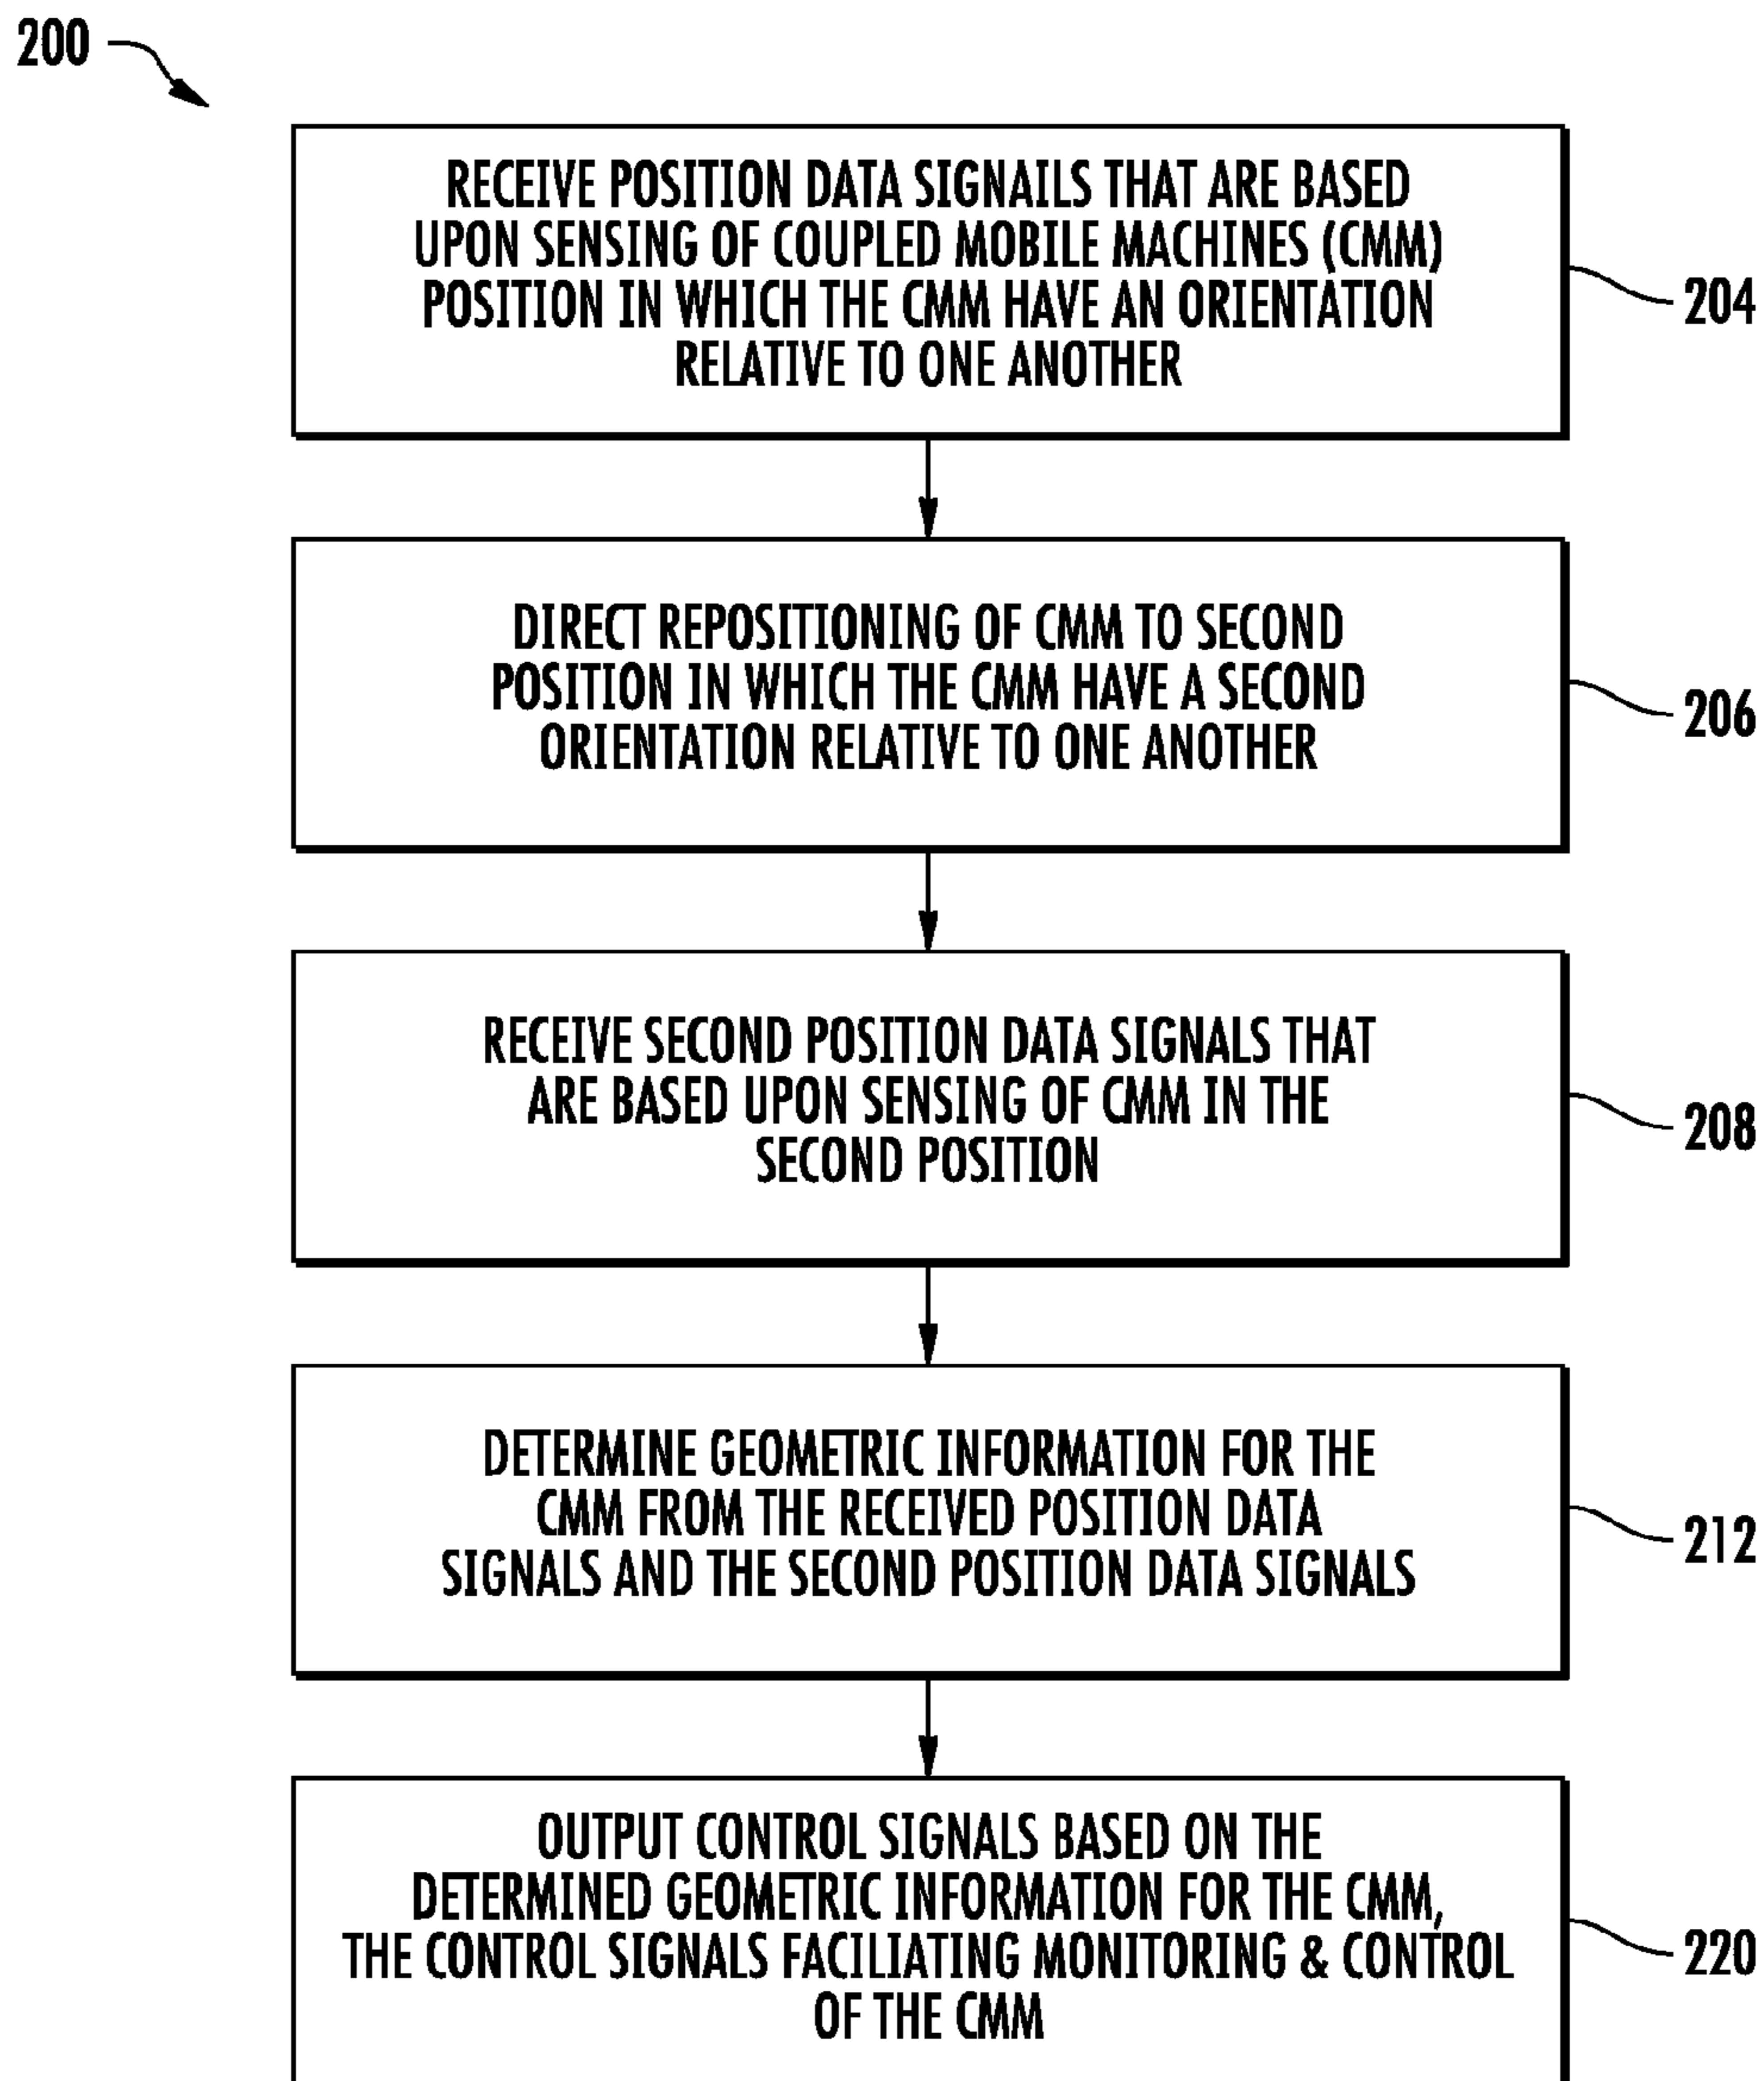 200
RECEIVE POSITION DATA SIGNAILS THAT ARE BASED
UPON SENSING OF COUPLED MOBILE MACHINES (CMM)
POSITION IN WHICH THE CMM HAVE AN ORIENTATION
RELATIVE TO ONE ANOTHER
204
DIRECT REPOSITIONING OF CMM TO SECOND
POSITION IN WHICH THE CMM HAVE A SECOND
ORIENTATION RELATIVE TO ONE ANOTHER
206
RECEIVE SECOND POSITION DATA SIGNALS THAT
ARE BASED UPON SENSING OF CMM IN THE
SECOND POSITION
208
DETERMINE GEOMETRIC INFORMATION FOR THE
CMM FROM THE RECEIVED POSITION DATA
SIGNALS AND THE SECOND POSITION DATA SIGNALS
212
OUTPUT CONTROL SIGNALS BASED ON THE
DETERMINED GEOMETRIC INFORMATION FOR THE CMM,
THE CONTROL SIGNALS FACILIATING MONITORING & CONTROL
OF THE CMM
220